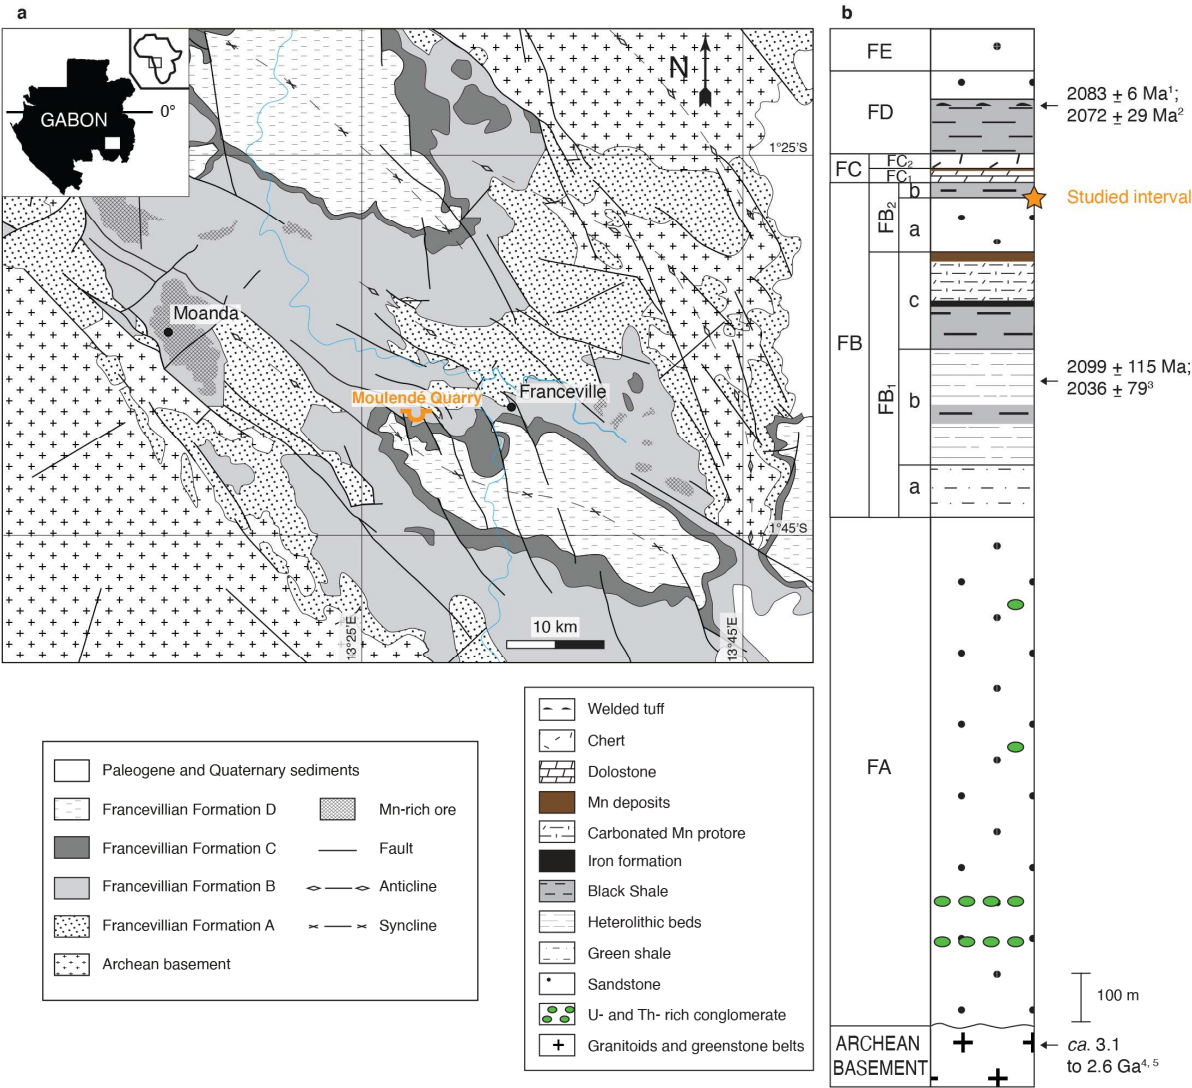 a
GABON
0°
N
1°25'S
Moanda
Moulendé Quarry
Franceville
1°45'S
10 km
13°25'E
13°45'E
Paleogene and Quaternary sediments
Francevillian Formation D
Francevillian Formation C
Francevillian Formation B
Francevillian Formation A
Archean basement
Mn-rich ore
Fault
Anticline
Syncline
Welded tuff
Chert
Dolostone
Mn deposits
Carbonated Mn protore
Iron formation
Black Shale
Heterolithic beds
Green shale
Sandstone
U- and Th- rich conglomerate
Granitoids and greenstone belts
b
FE
FD
2083 ± 6 Ma¹;
2072 ± 29 Ma²
FC
FC₂
FC₁
b
Studied interval
FB₂
a
c
FB
2099 ± 115 Ma;
2036 ± 79³
FB₁
b
a
FA
100 m
ARCHEAN
BASEMENT
ca. 3.1
to 2.6 Ga⁴˒ ⁵